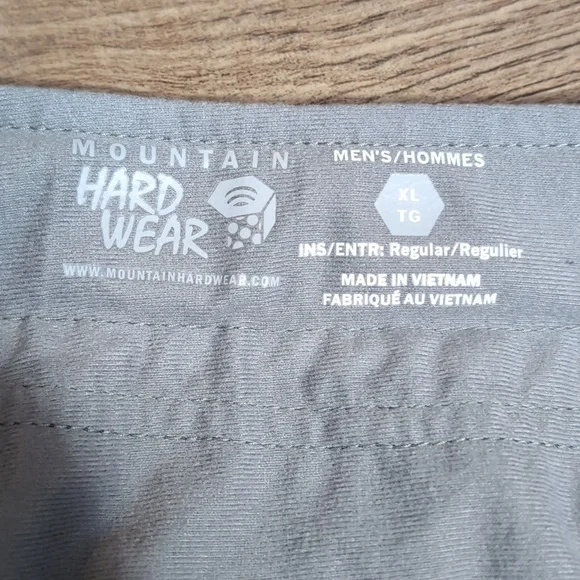 MOUNTAIN
HARD
WEAR
WWW.MOUNTAINHARDWEAR.COM
MEN'S/HOMMES
XL
TG
INS/ENTR: Regular/Regulier
MADE IN VIETNAM
FABRIQUÉ AU VIETNAM